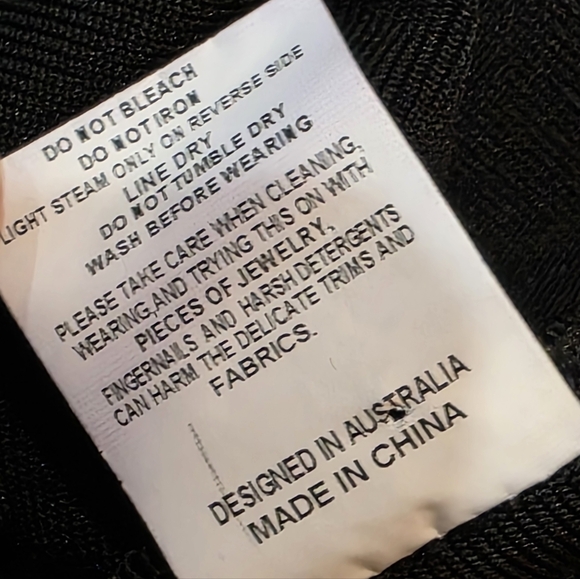 DO NOT BLEACH
DO NOT IRON
LIGHT STEAM ONLY ON REVERSE SIDE
LINE DRY
DO NOT TUMBLE DRY
WASH BEFORE WEARING
PLEASE TAKE CARE WHEN CLEANING,
WEARING,AND TRYING THIS ON WITH
PIECES OF JEWELRY,
FINGERNAILS AND HARSH DETERGENTS
CAN HARM THE DELICATE TRIMS AND
FABRICS.
DESIGNED IN AUSTRALIA
MADE IN CHINA